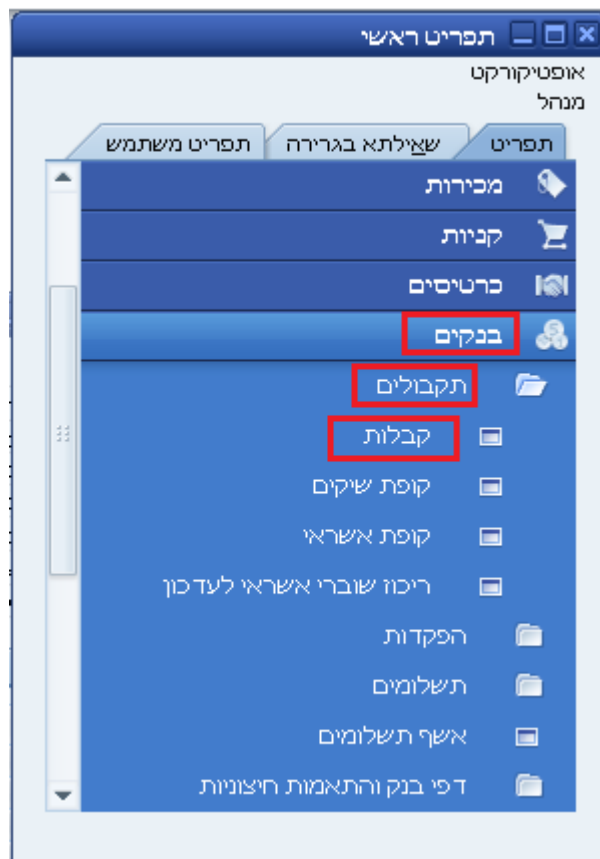 תפריט ראשי
אופטיקורקט
מנהל
תפריט שאילתא בגרירה תפריט משתמש
מכירות
קניות
כרטיסים
בנקים
תקבולים
קבלות
קופת שיקים
קופת אשראי
ריכוז שוברי אשראי לעדכון
הפקדות
תשלומים
אשף תשלומים
דפי בנק והתאמות חיצוניות